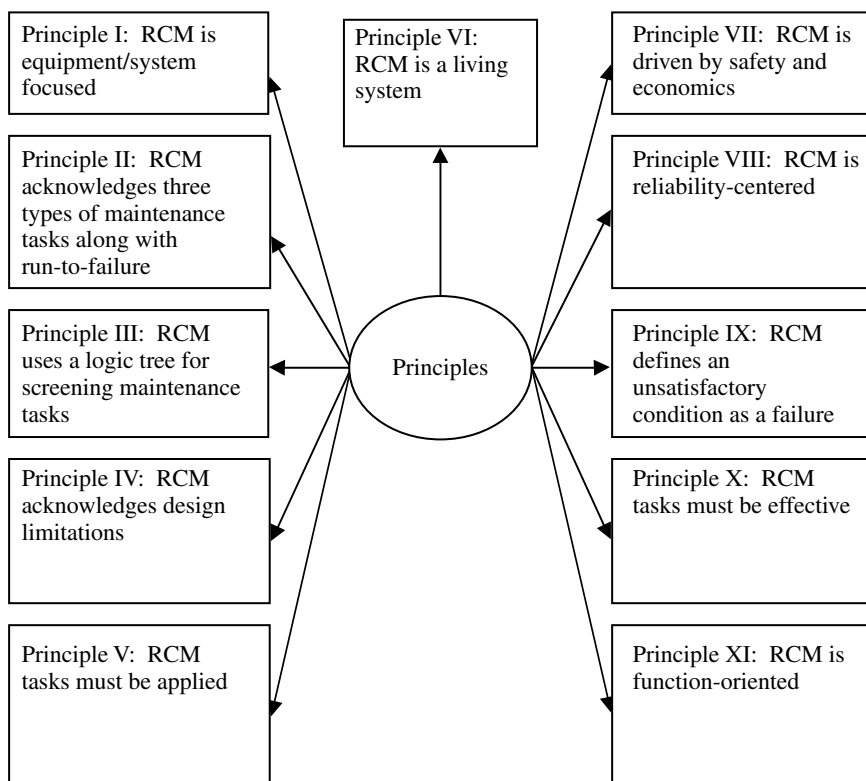 Principle I:  RCM is
equipment/system
focused
Principle II:  RCM
acknowledges three
types of maintenance
tasks along with
run-to-failure
Principle III:  RCM
uses a logic tree for
screening maintenance
tasks
Principle IV:  RCM
acknowledges design
limitations
Principle V:  RCM
tasks must be applied
Principle VI:
RCM is a living
system
Principles
Principle VII:  RCM is
driven by safety and
economics
Principle VIII:  RCM is
reliability-centered
Principle IX:  RCM
defines an
unsatisfactory
condition as a failure
Principle X:  RCM
tasks must be effective
Principle XI:  RCM is
function-oriented